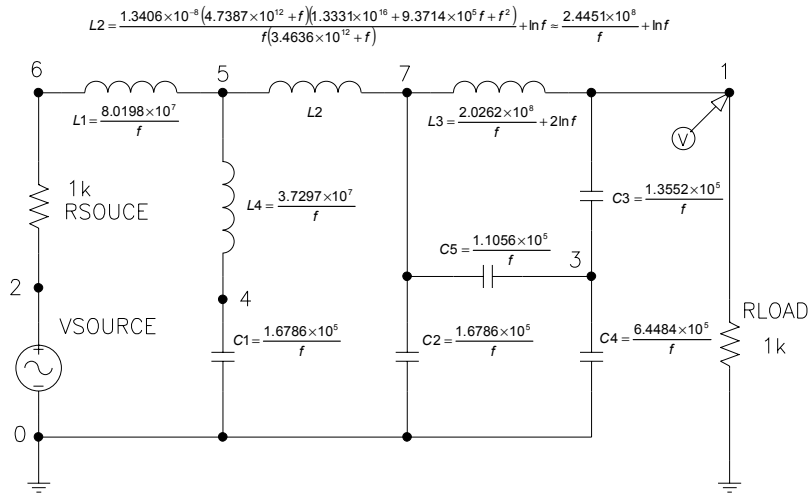 L2 = 1.3406×10⁻⁸(4.7387×10¹² + f)(1.3331×10¹⁶ + 9.3714×10⁵f + f²) / f(3.4636×10¹² + f) + ln f ≈ 2.4451×10⁸ / f + ln f
6
5
7
1
L1 = 8.0198×10⁷ / f
L2
L3 = 2.0262×10⁸ / f + 2ln f
V
1k
RSOUCE
L4 = 3.7297×10⁷ / f
C3 = 1.3552×10⁵ / f
C5 = 1.1056×10⁵ / f
3
2
4
VSOURCE
C1 = 1.6786×10⁵ / f
C2 = 1.6786×10⁵ / f
C4 = 6.4484×10⁵ / f
RLOAD
1k
+
−
0